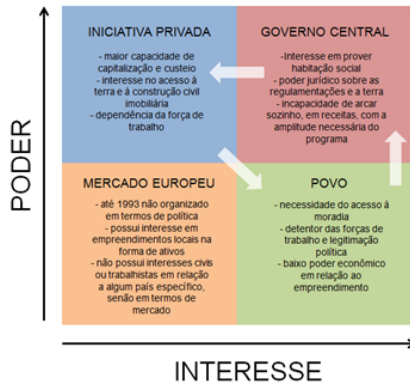 INICIATIVA PRIVADA
- maior capacidade de
capitalização e custeio
- interesse no acesso à
terra e à construção civil
imobiliária
- dependência da força de
trabalho
GOVERNO CENTRAL
-Interesse em prover
habitação social
- poder jurídico sobre as
regulamentações e a terra
- incapacidade de arcar
sozinho, em receitas, com a
amplitude necessária do
programa
MERCADO EUROPEU
- até 1993 não organizado
em termos de política
- possui interesse em
empreendimentos locais na
forma de ativos
- não possui interesses civis
ou trabalhistas em relação
a algum país específico,
senão em termos de
mercado
POVO
- necessidade do acesso à
moradia
- detentor das forças de
trabalho e legitimação
política
- baixo poder econômico
em relação ao
empreendimento
PODER
INTERESSE